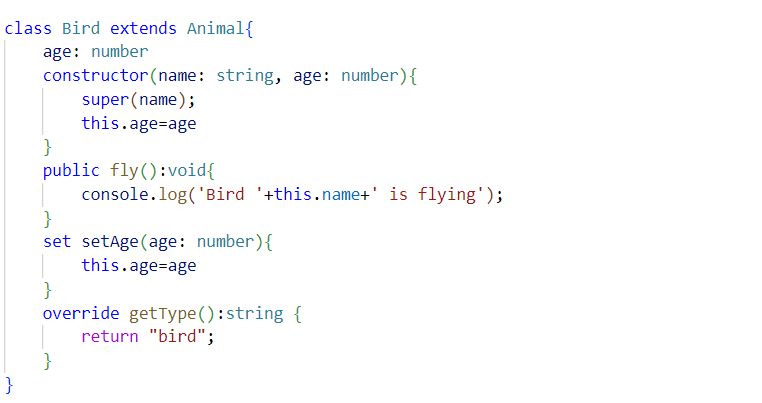 class Bird extends Animal{
    age: number
    constructor(name: string, age: number){
        super(name);
        this.age=age
    }
    public fly():void{
        console.log('Bird '+this.name+' is flying');
    }
    set setAge(age: number){
        this.age=age
    }
    override getType():string {
        return "bird";
    }
}